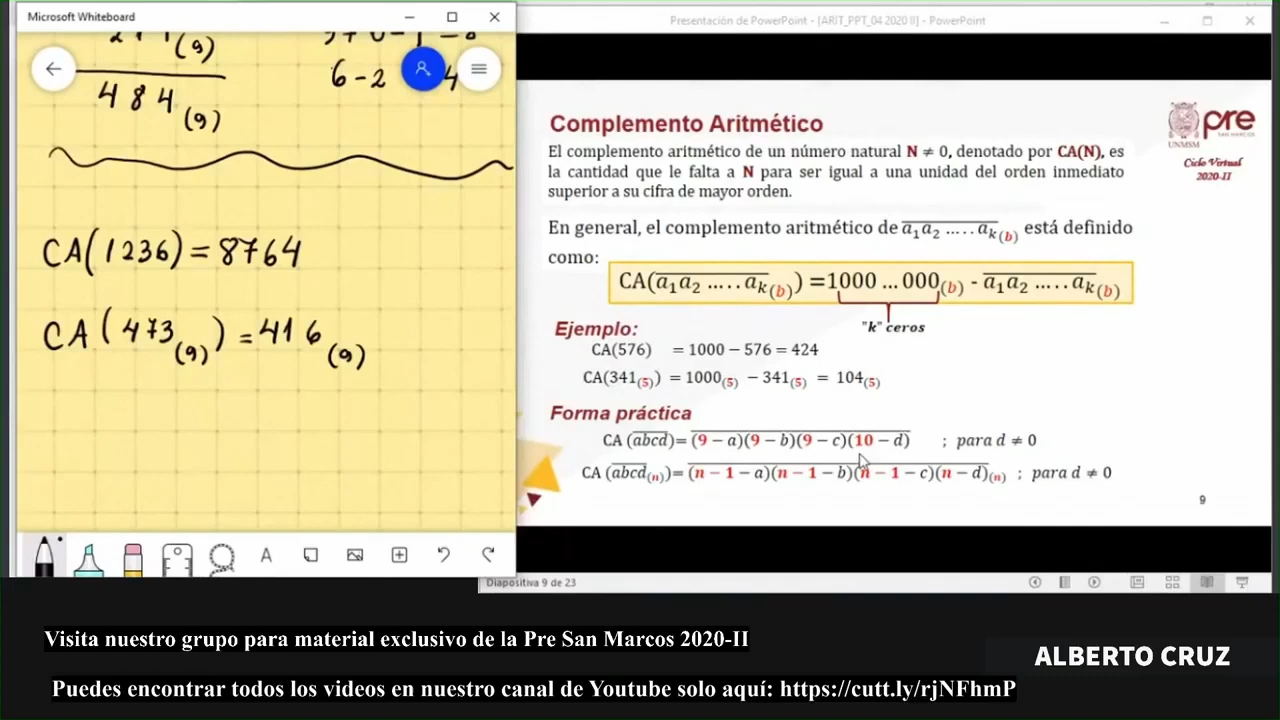 Microsoft Whiteboard
(9)
6-2 4
484(9)
CA(1236)=8764
CA(473(9))=416(9)
A
Presentación de PowerPoint - [ARIT_PPT_04 2020 II] - PowerPoint
Complemento Aritmético
pre
SAN MARCOS
UNMSM
Ciclo Virtual
2020-II
El complemento aritmético de un número natural N ≠ 0, denotado por CA(N), es
la cantidad que le falta a N para ser igual a una unidad del orden inmediato
superior a su cifra de mayor orden.
En general, el complemento aritmético de a₁a₂ ..... aₖ(b) está definido
como:
CA(a₁a₂ ..... aₖ(b)) =1000 ... 000(b) - a₁a₂ ..... aₖ(b)
"k" ceros
Ejemplo:
CA(576) = 1000 − 576 = 424
CA(341(5)) = 1000(5) − 341(5) = 104(5)
Forma práctica
CA (abcd)= (9 − a)(9 − b)(9 − c)(10 − d) ; para d ≠ 0
CA (abcd(n))= (n − 1 − a)(n − 1 − b)(n − 1 − c)(n − d)(n) ; para d ≠ 0
9
Diapositiva 9 de 23
Visita nuestro grupo para material exclusivo de la Pre San Marcos 2020-II
ALBERTO CRUZ
Puedes encontrar todos los videos en nuestro canal de Youtube solo aquí: https://cutt.ly/rjNFhmP